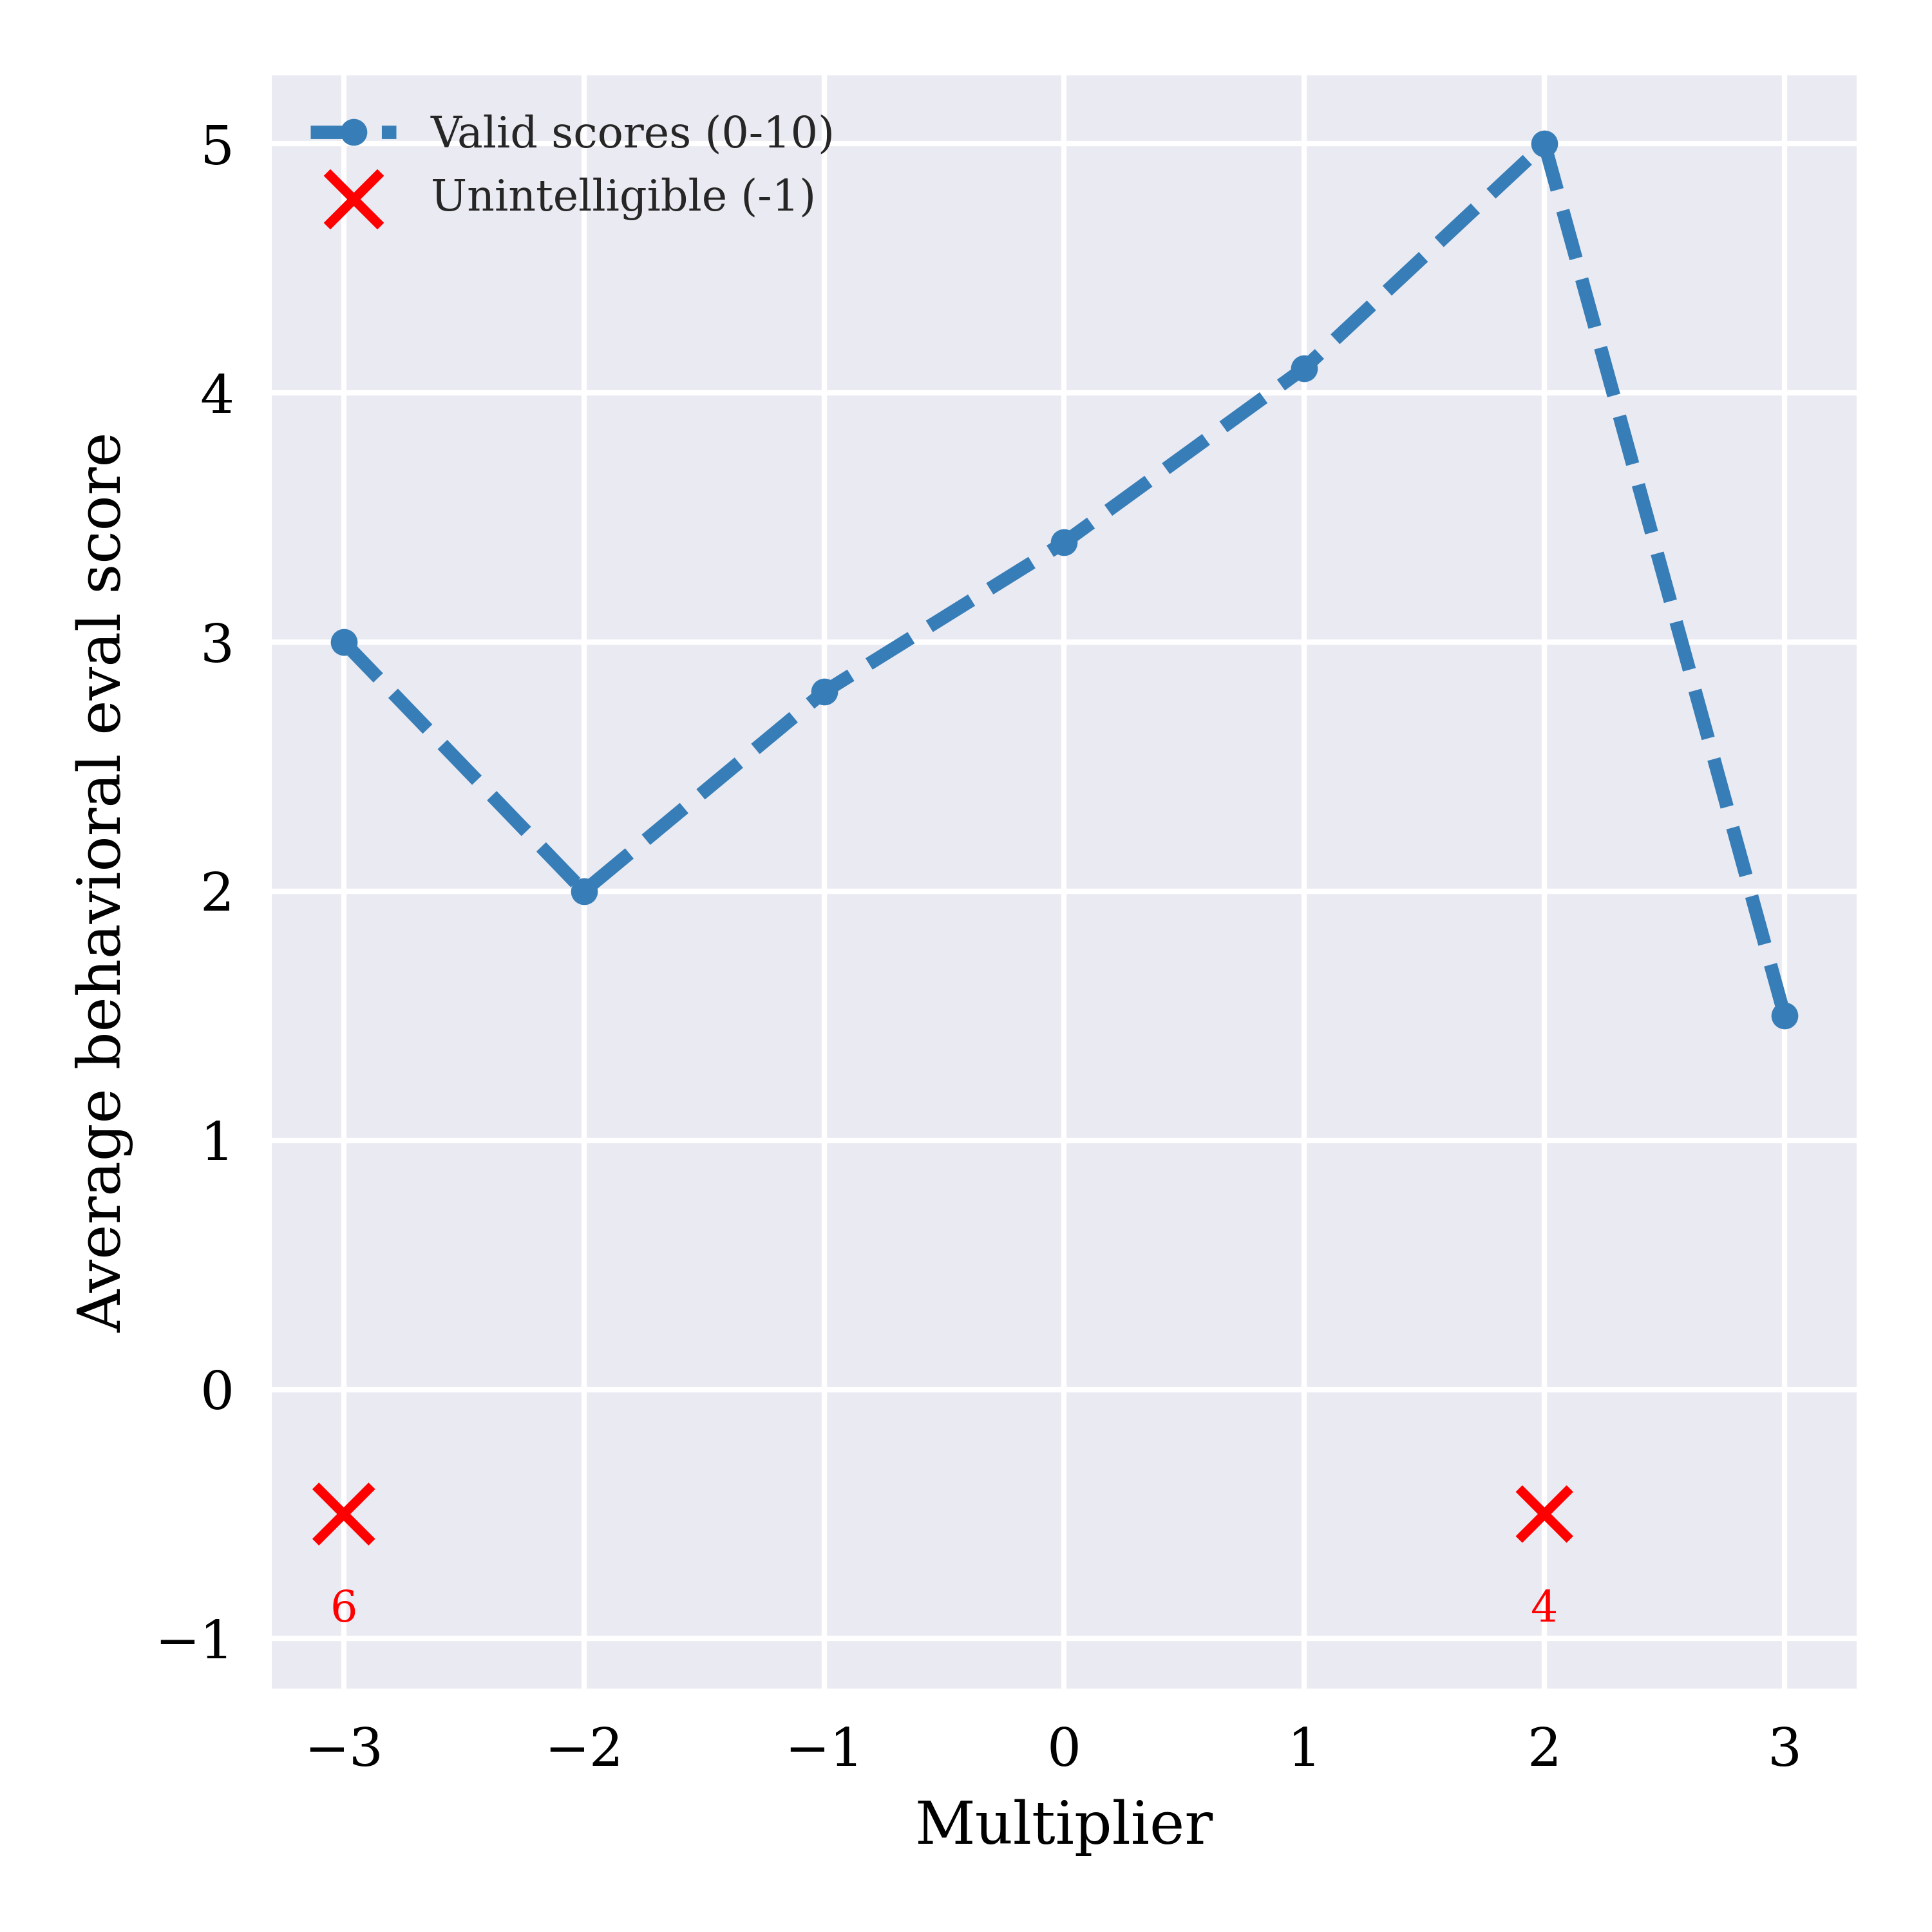 Valid scores (0-10)
Unintelligible (-1)
5
4
3
2
1
0
−1
Average behavioral eval score
6
4
−3 −2 −1 0 1 2 3
Multiplier